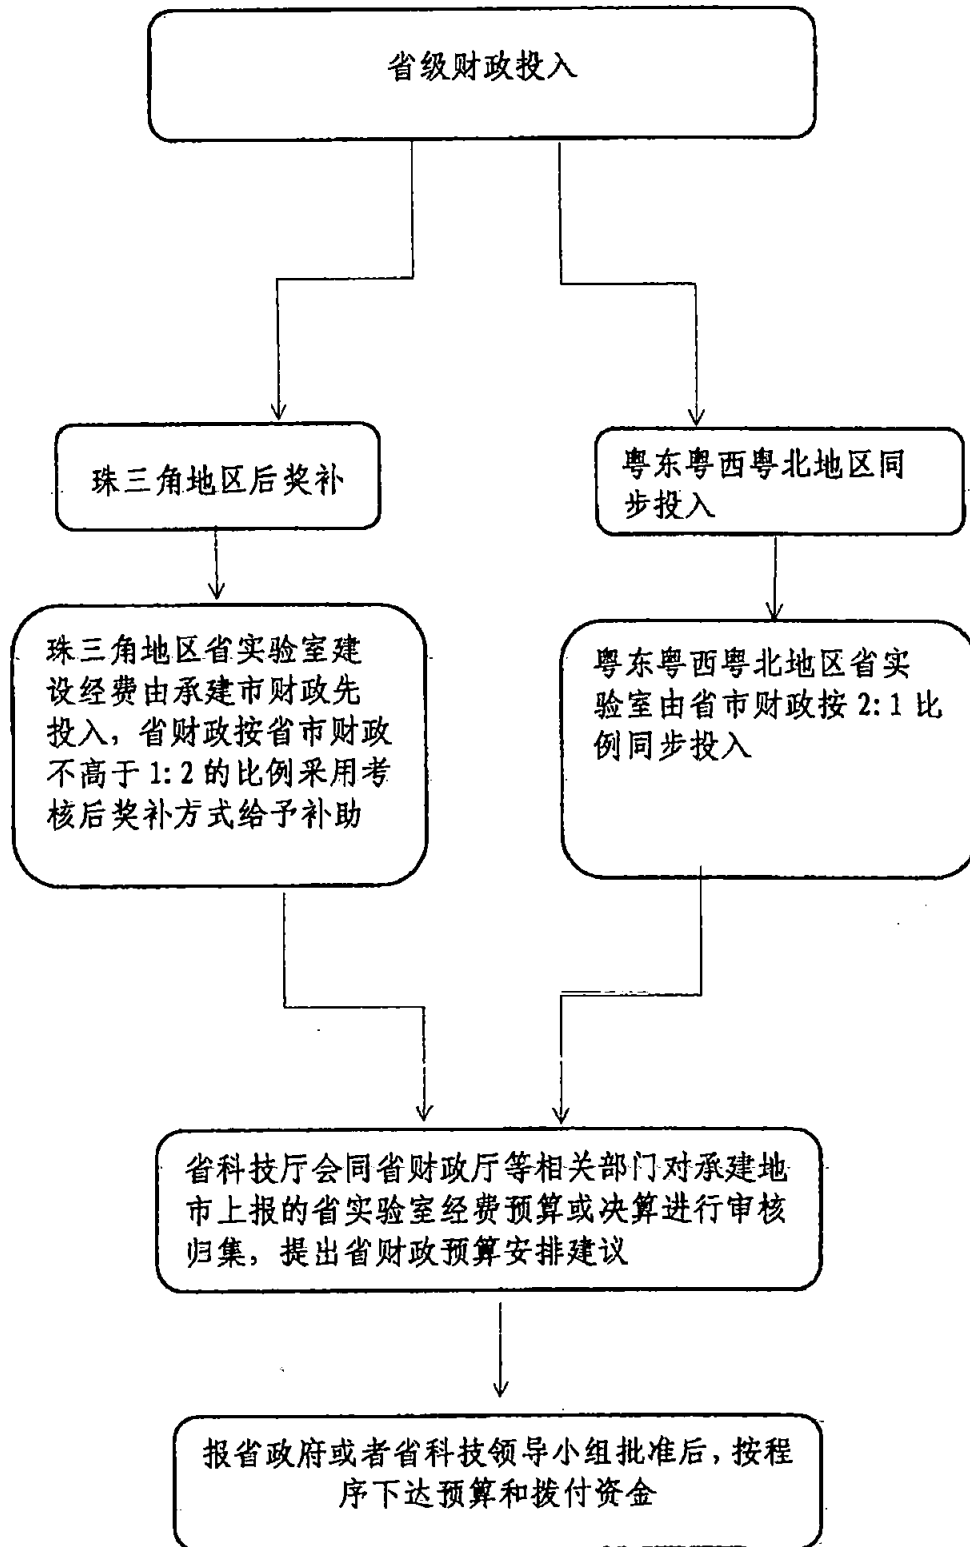 省级财政投入
珠三角地区后奖补
粤东粤西粤北地区同
步投入
珠三角地区省实验室建
设经费由承建市财政先
投入，省财政按省市财政
不高于1:2的比例采用考
核后奖补方式给予补助
粤东粤西粤北地区省实
验室由省市财政按2:1比
例同步投入
省科技厅会同省财政厅等相关部门对承建地
市上报的省实验室经费预算或决算进行审核
归集，提出省财政预算安排建议
报省政府或者省科技领导小组批准后，按程
序下达预算和拨付资金